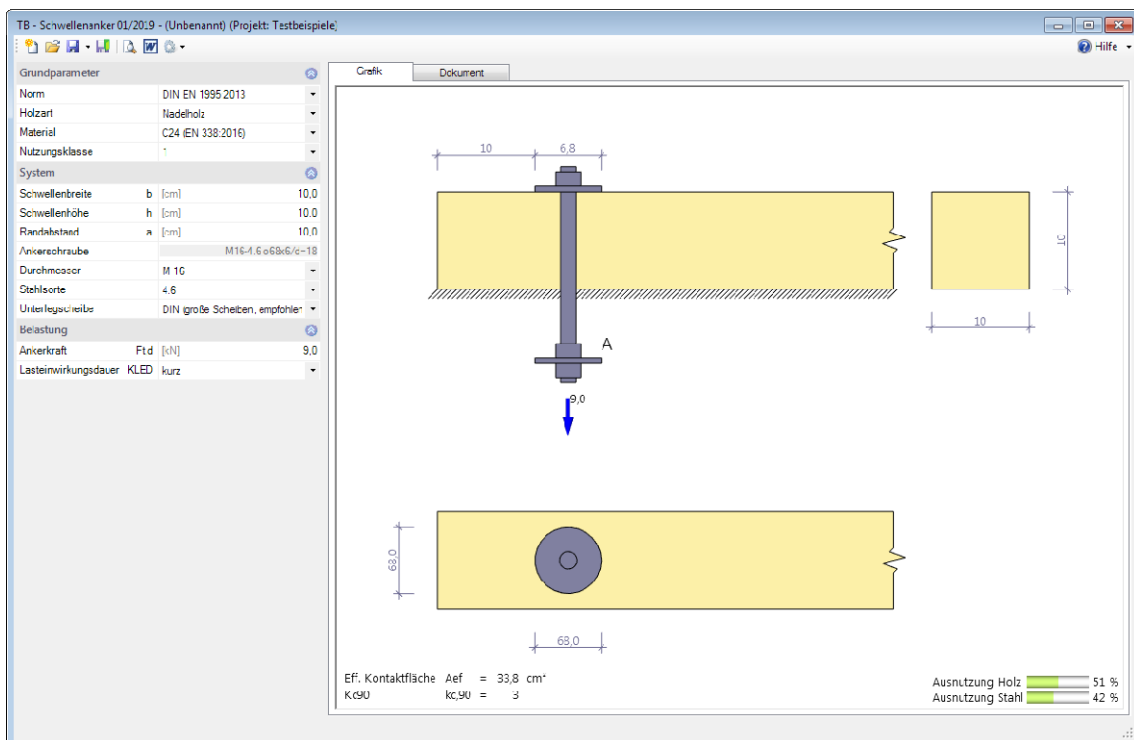 TB - Schwellenanker 01/2019 - (Unbenannt) (Projekt: Testbeispiele)
Hilfe
Grundparameter
Norm DIN EN 1995:2013
Holzart Nadelholz
Material C24 (EN 338:2016)
Nutzungsklasse 1
System
Schwellenbreite b [cm] 10,0
Schwellenhöhe h [cm] 10,0
Randabstand a [cm] 10,0
Ankerschraube
Durchmesser M 16
Stahlsorte 4.6
Unterlegscheibe DIN (große Scheiben, empfohlen
Belastung
Ankerkraft Ftd [kN] 9,0
Lasteinwirkungsdauer KLED kurz
Grafik Dokument
10 6,8
10
10
A
9,0
68,0
68,0
Eff. Kontaktfläche Aef = 33,8 cm²
Kc90 kc,90 = 3
Ausnutzung Holz 51 %
Ausnutzung Stahl 42 %